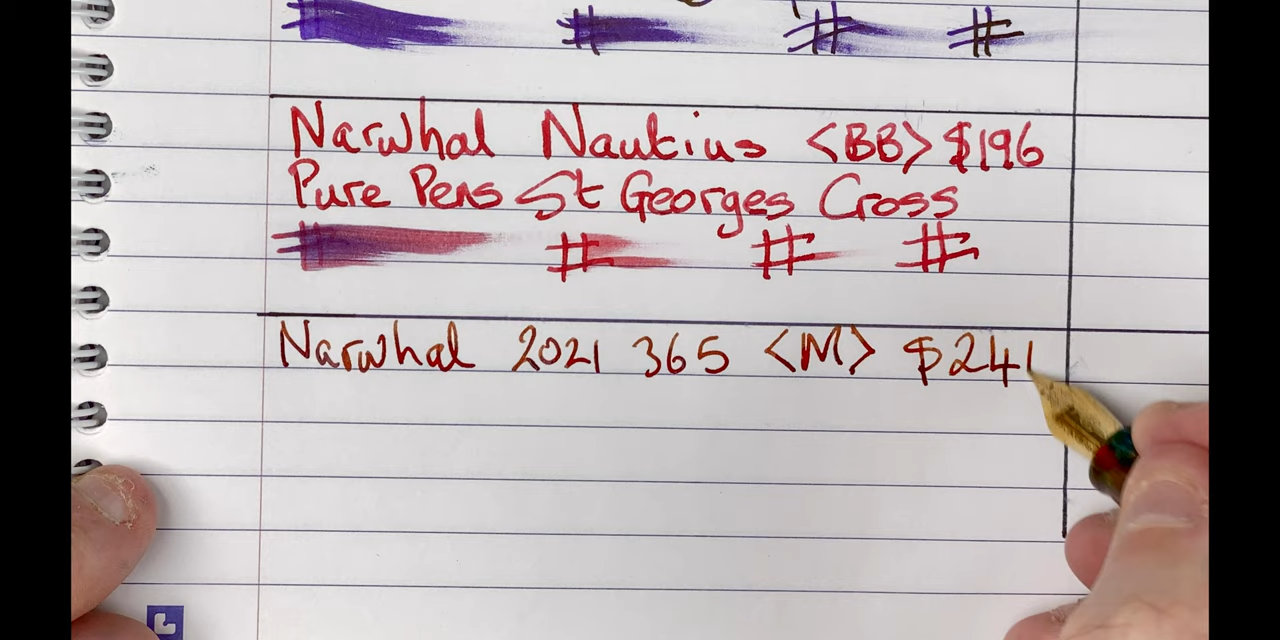 Narwhal Nautius <BB> $196
Pure Pens St Georges Cross
# # # #
Narwhal 2021 365 <M> $241